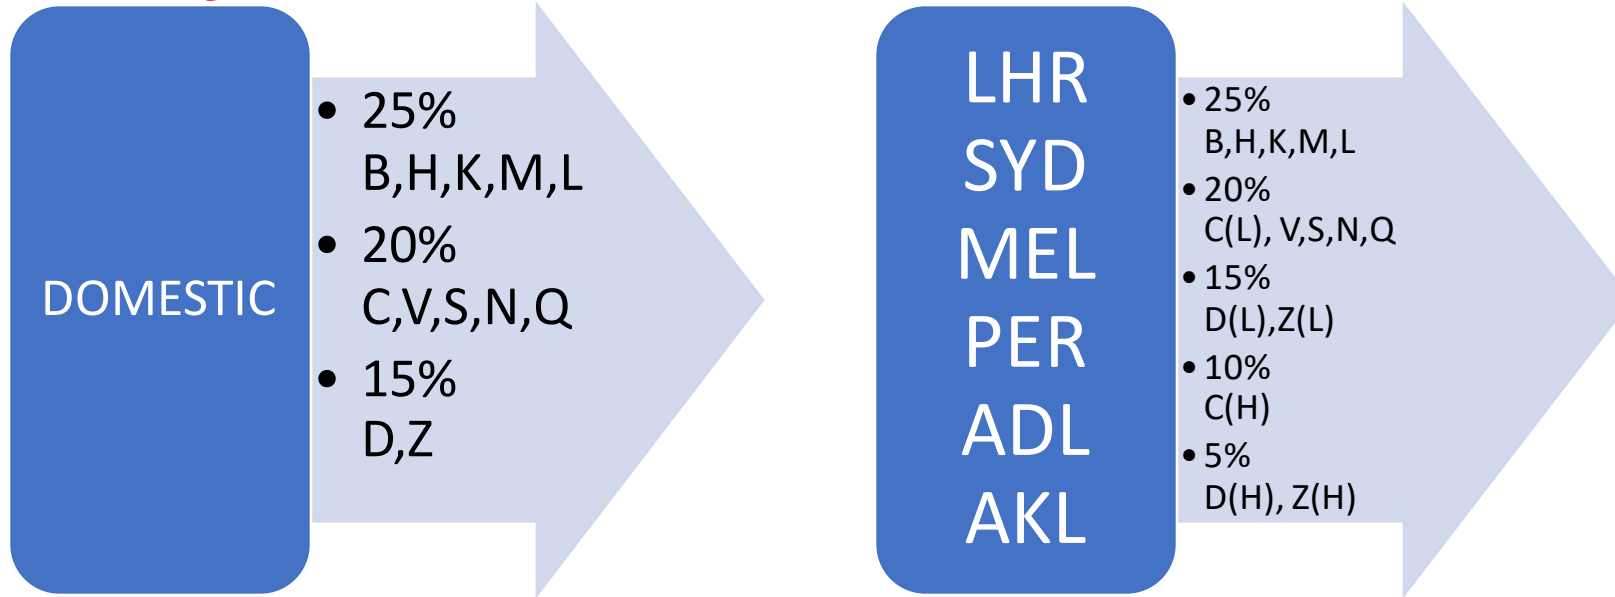 DOMESTIC
• 25%
B,H,K,M,L
• 20%
C,V,S,N,Q
• 15%
D,Z
LHR
SYD
MEL
PER
ADL
AKL
• 25%
B,H,K,M,L
• 20%
C(L), V,S,N,Q
• 15%
D(L),Z(L)
• 10%
C(H)
• 5%
D(H), Z(H)